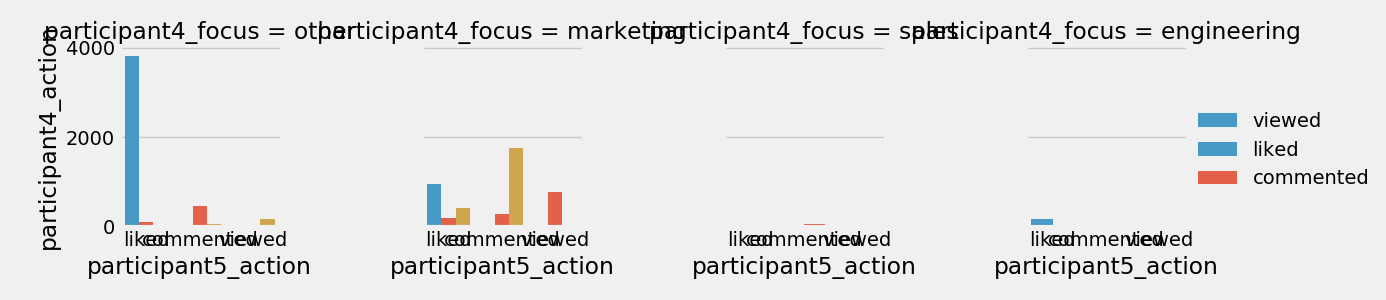 participant4_focus = other
participant4_focus = marketing
participant4_focus = sales
participant4_focus = engineering
participant4_action
4000
2000
0
liked
commented
viewed
participant5_action
liked
commented
viewed
participant5_action
liked
commented
viewed
participant5_action
liked
commented
viewed
participant5_action
viewed
liked
commented